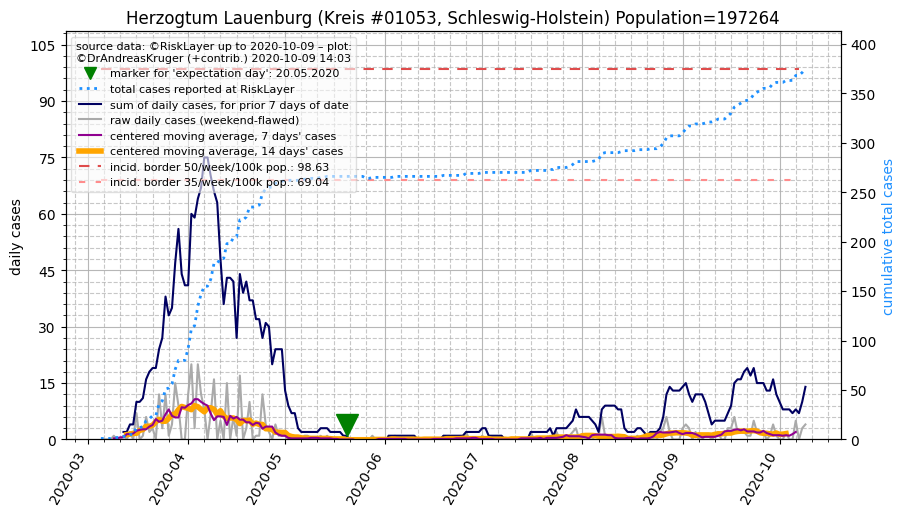 Herzogtum Lauenburg (Kreis #01053, Schleswig-Holstein) Population=197264
source data: ©RiskLayer up to 2020-10-09 – plot:
©DrAndreasKruger (+contrib.) 2020-10-09 14:03
marker for 'expectation day': 20.05.2020
total cases reported at RiskLayer
sum of daily cases, for prior 7 days of date
raw daily cases (weekend-flawed)
centered moving average, 7 days' cases
centered moving average, 14 days' cases
incid. border 50/week/100k pop.: 98.63
incid. border 35/week/100k pop.: 69.04
daily cases
105
90
75
60
45
30
15
0
cumulative total cases
400
350
300
250
200
150
100
50
0
2020-03
2020-04
2020-05
2020-06
2020-07
2020-08
2020-09
2020-10